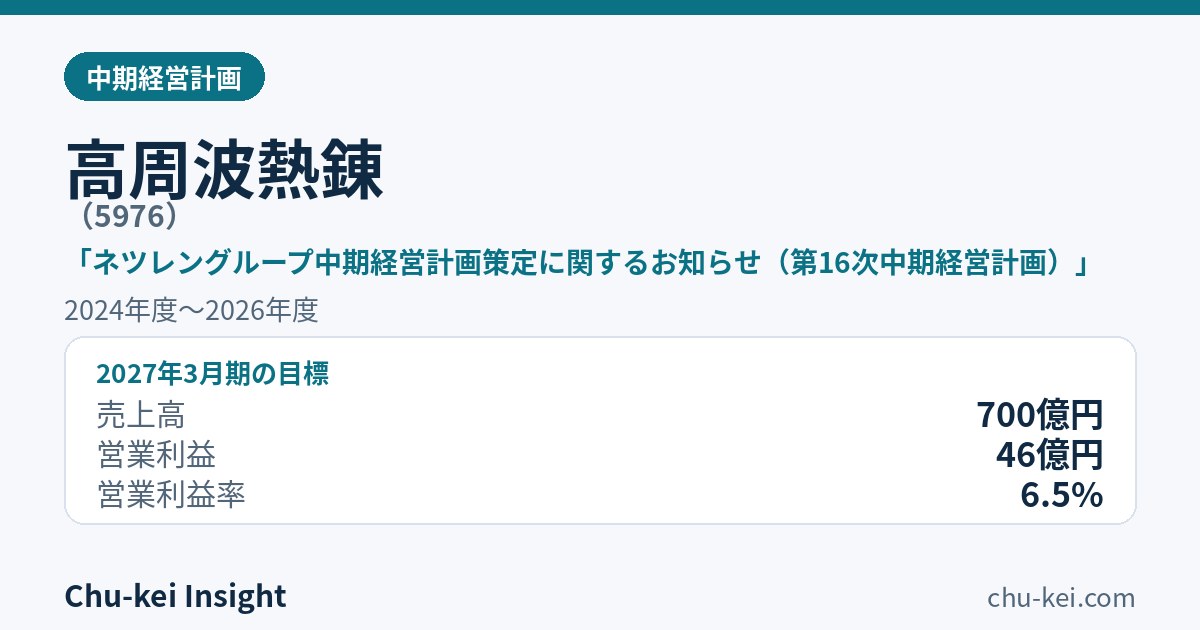 中期経営計画
高周波熱錬
（5976）
「ネツレングループ中期経営計画策定に関するお知らせ（第16次中期経営計画）」
2024年度～2026年度
2027年3月期の目標
売上高 700億円
営業利益 46億円
営業利益率 6.5%
Chu-kei Insight chu-kei.com